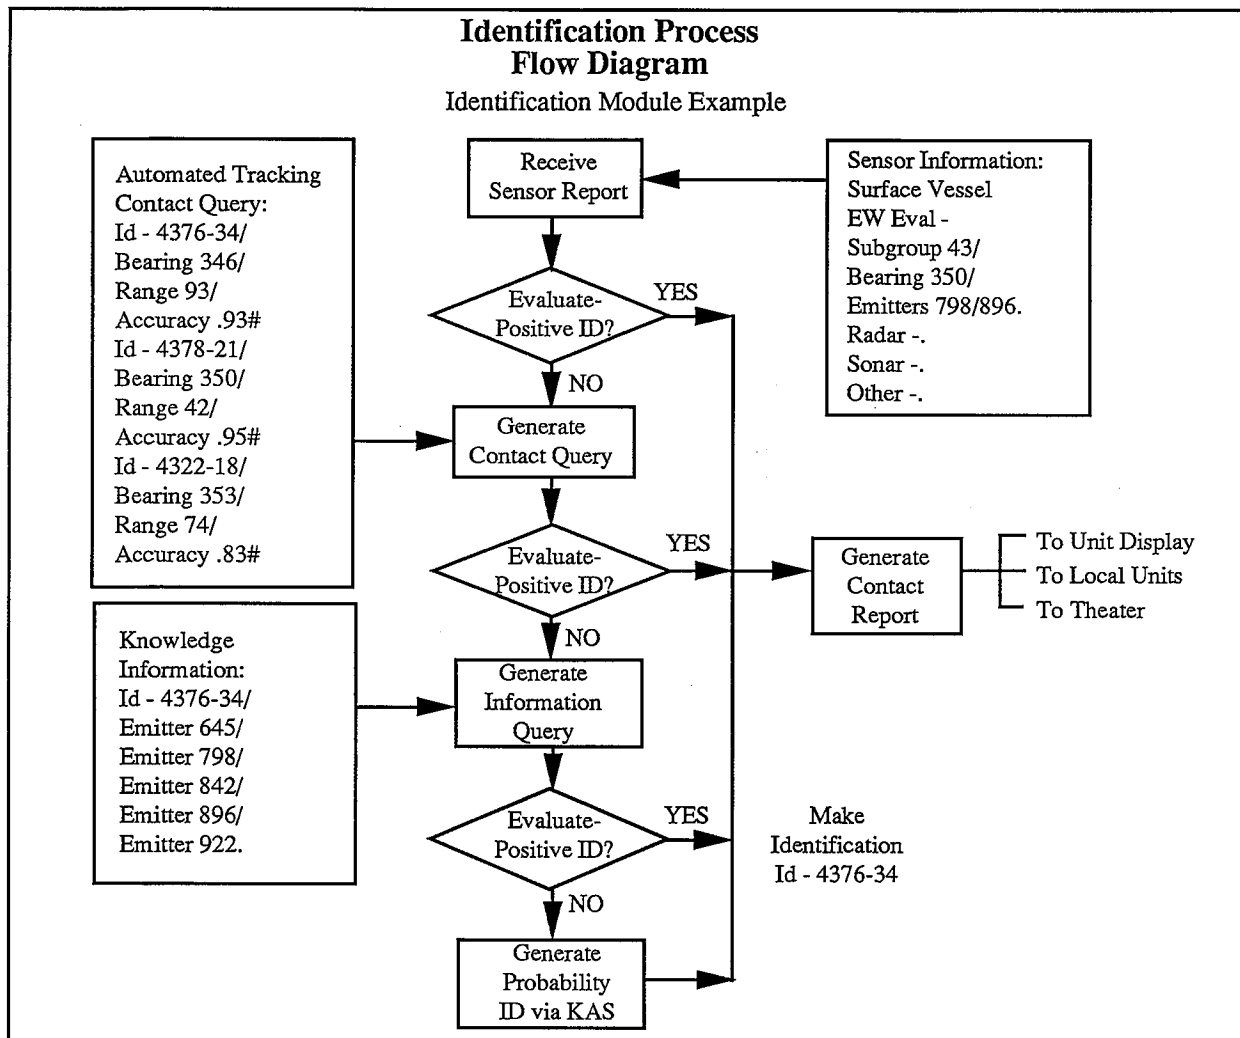 Identification Process
Flow Diagram
Identification Module Example
Automated Tracking
Contact Query:
Id - 4376-34/
Bearing 346/
Range 93/
Accuracy .93#
Id - 4378-21/
Bearing 350/
Range 42/
Accuracy .95#
Id - 4322-18/
Bearing 353/
Range 74/
Accuracy .83#
Knowledge
Information:
Id - 4376-34/
Emitter 645/
Emitter 798/
Emitter 842/
Emitter 896/
Emitter 922.
Receive
Sensor Report
Evaluate-
Positive ID?
YES
NO
Generate
Contact Query
Evaluate-
Positive ID?
YES
NO
Generate
Information
Query
Evaluate-
Positive ID?
YES
NO
Generate
Probability
ID via KAS
Sensor Information:
Surface Vessel
EW Eval -
Subgroup 43/
Bearing 350/
Emitters 798/896.
Radar -.
Sonar -.
Other -.
Generate
Contact
Report
To Unit Display
To Local Units
To Theater
Make
Identification
Id - 4376-34